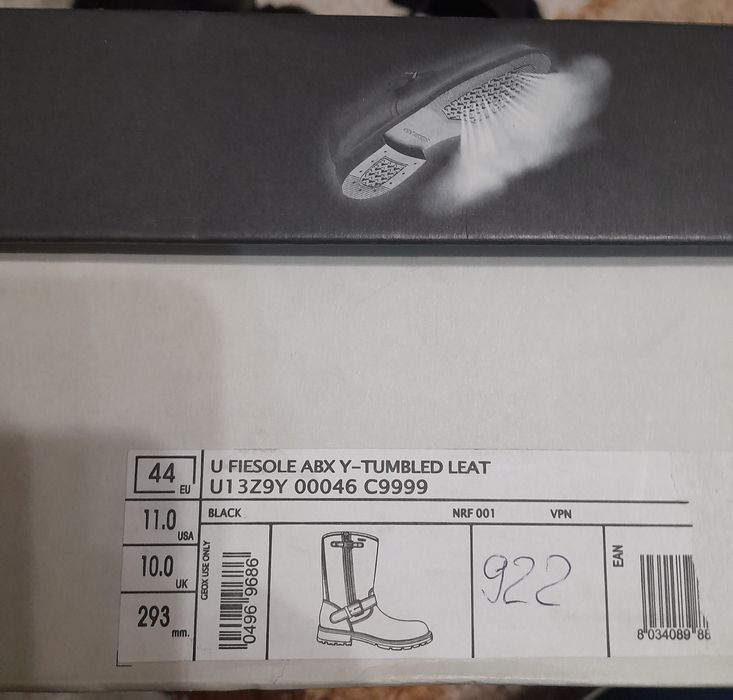 44 EU
U FIESOLE ABX Y-TUMBLED LEAT
U13Z9Y 00046 C9999
11.0 USA
BLACK NRF 001 VPN
10.0 UK
293 mm.
GEOX USE ONLY
0496 9686
922
EAN
8 034089 88